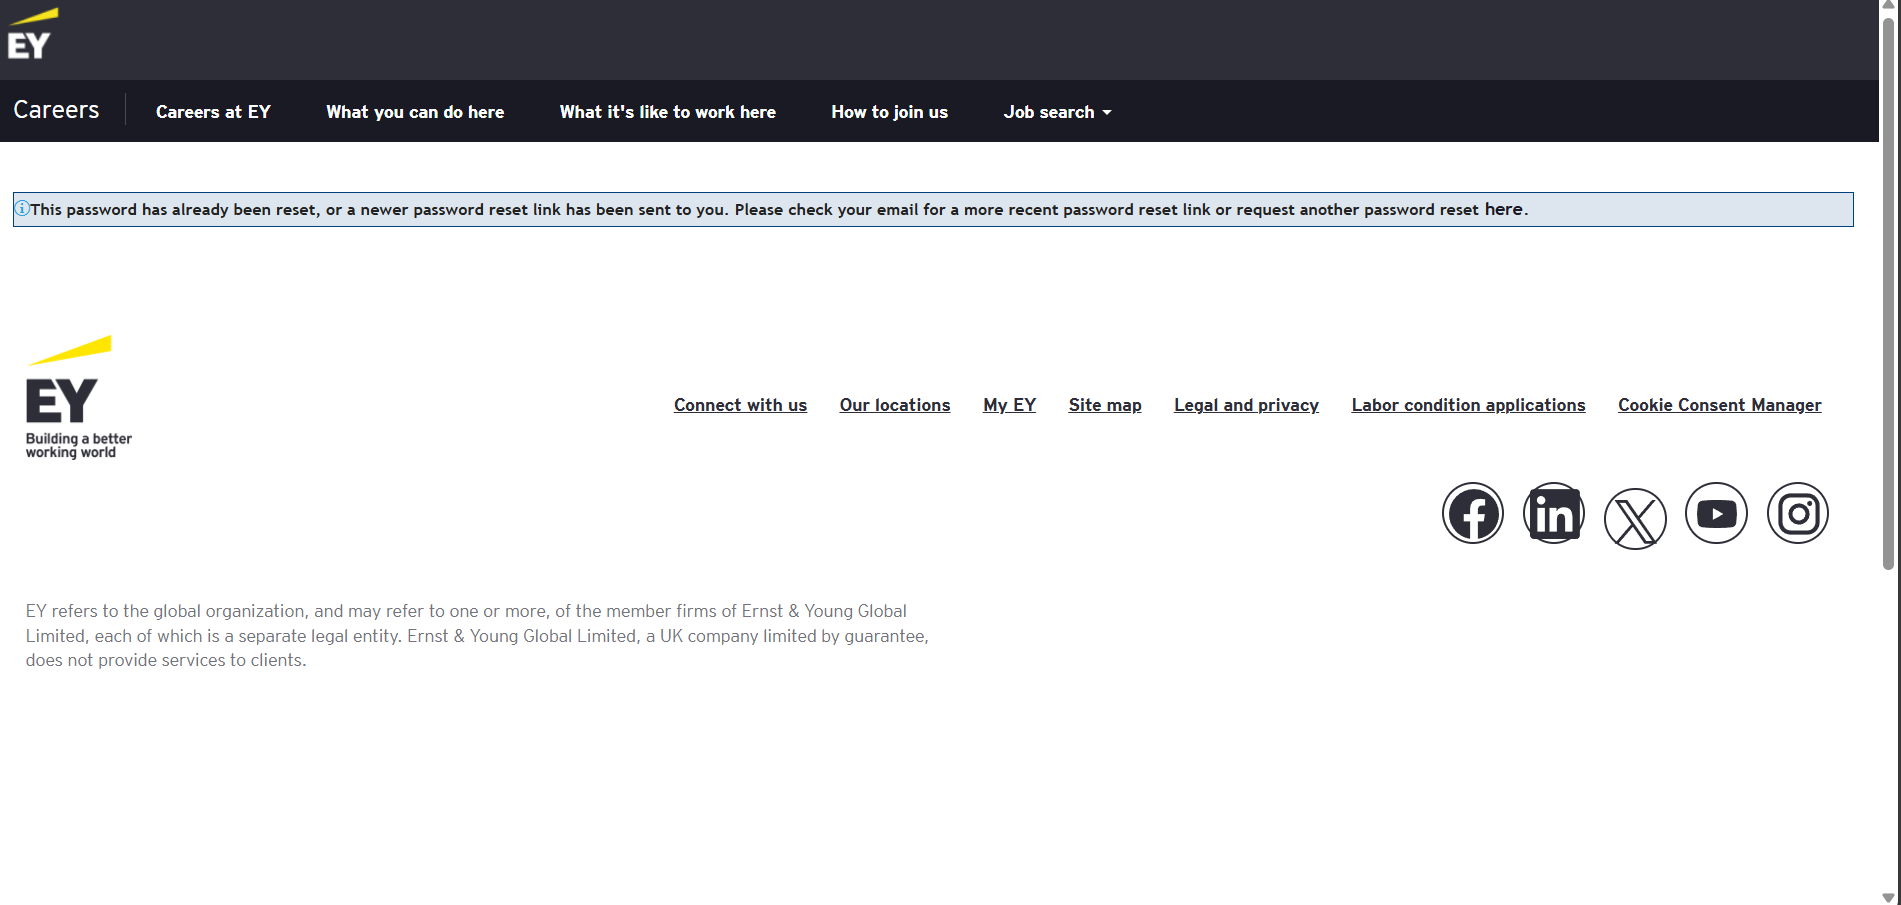 EY
Careers
Careers at EY
What you can do here
What it's like to work here
How to join us
Job search
This password has already been reset, or a newer password reset link has been sent to you. Please check your email for a more recent password reset link or request another password reset here.
EY
Building a better
working world
Connect with us
Our locations
My EY
Site map
Legal and privacy
Labor condition applications
Cookie Consent Manager
EY refers to the global organization, and may refer to one or more, of the member firms of Ernst & Young Global
Limited, each of which is a separate legal entity. Ernst & Young Global Limited, a UK company limited by guarantee,
does not provide services to clients.